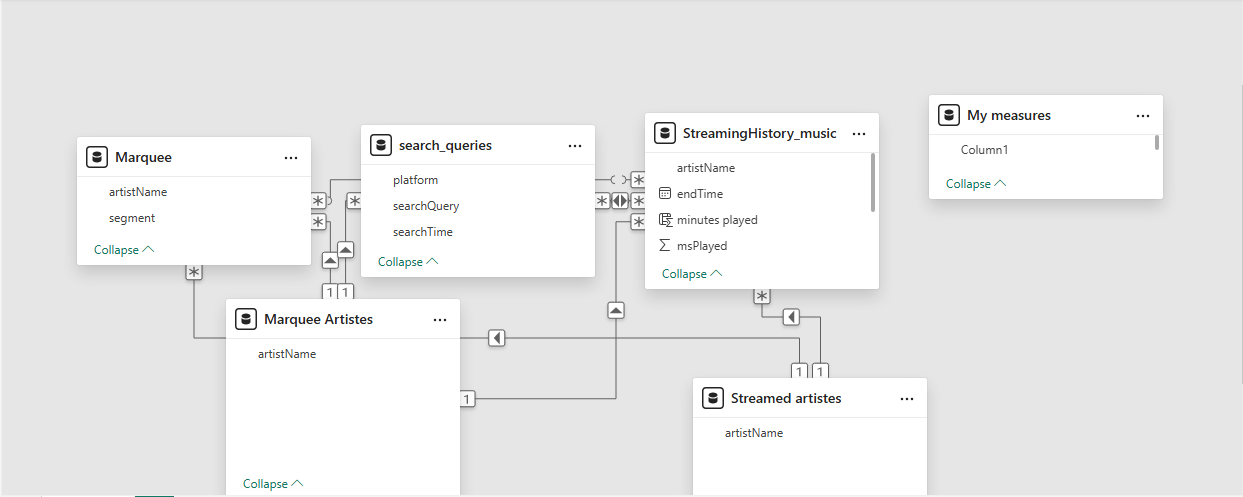 Marquee
artistName
segment
Collapse
search_queries
platform
searchQuery
searchTime
Collapse
StreamingHistory_music
artistName
endTime
minutes played
msPlayed
Collapse
My measures
Column1
Collapse
Marquee Artistes
artistName
Collapse
Streamed artistes
artistName
* * * * * *
* *
1 1
*
*
1
1 1